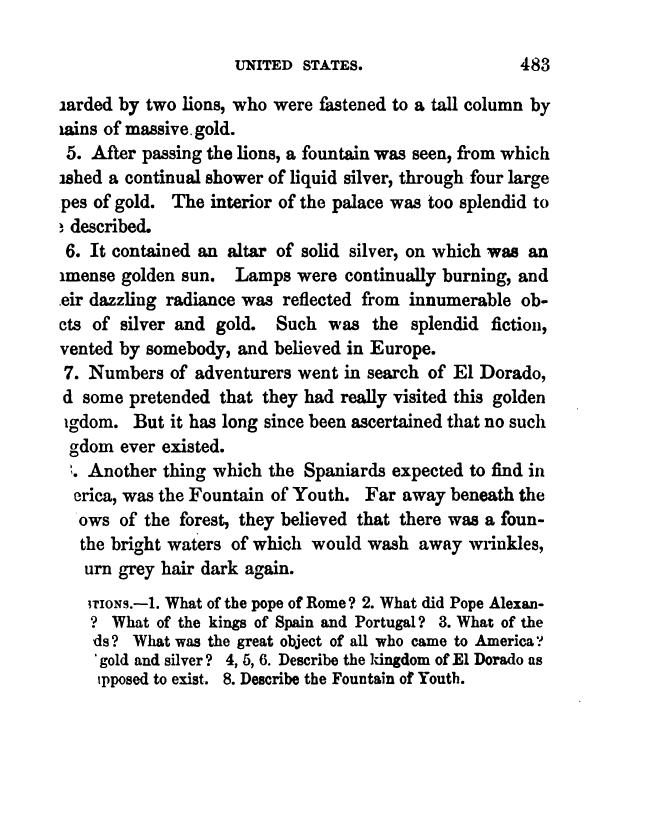 UNITED STATES. 483
arded by two lions, who were fastened to a tall column by
ains of massive gold.
5. After passing the lions, a fountain was seen, from which
shed a continual shower of liquid silver, through four large
pes of gold. The interior of the palace was too splendid to
described.
6. It contained an altar of solid silver, on which was an
mense golden sun. Lamps were continually burning, and
eir dazzling radiance was reflected from innumerable ob-
cts of silver and gold. Such was the splendid fiction,
vented by somebody, and believed in Europe.
7. Numbers of adventurers went in search of El Dorado,
d some pretended that they had really visited this golden
gdom. But it has long since been ascertained that no such
gdom ever existed.
. Another thing which the Spaniards expected to find in
erica, was the Fountain of Youth. Far away beneath the
ows of the forest, they believed that there was a foun-
the bright waters of which would wash away wrinkles,
urn grey hair dark again.
TIONS.—1. What of the pope of Rome? 2. What did Pope Alexan-
? What of the kings of Spain and Portugal? 3. What of the
ds? What was the great object of all who came to America?
gold and silver? 4, 5, 6. Describe the kingdom of El Dorado as
pposed to exist. 8. Describe the Fountain of Youth.